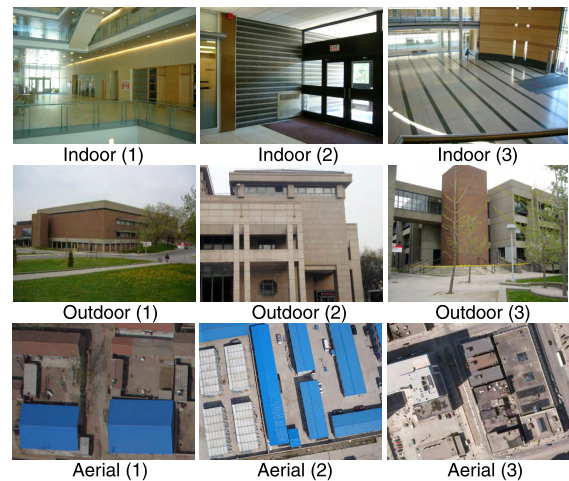 Indoor (1)
Indoor (2)
Indoor (3)
Outdoor (1)
Outdoor (2)
Outdoor (3)
Aerial (1)
Aerial (2)
Aerial (3)